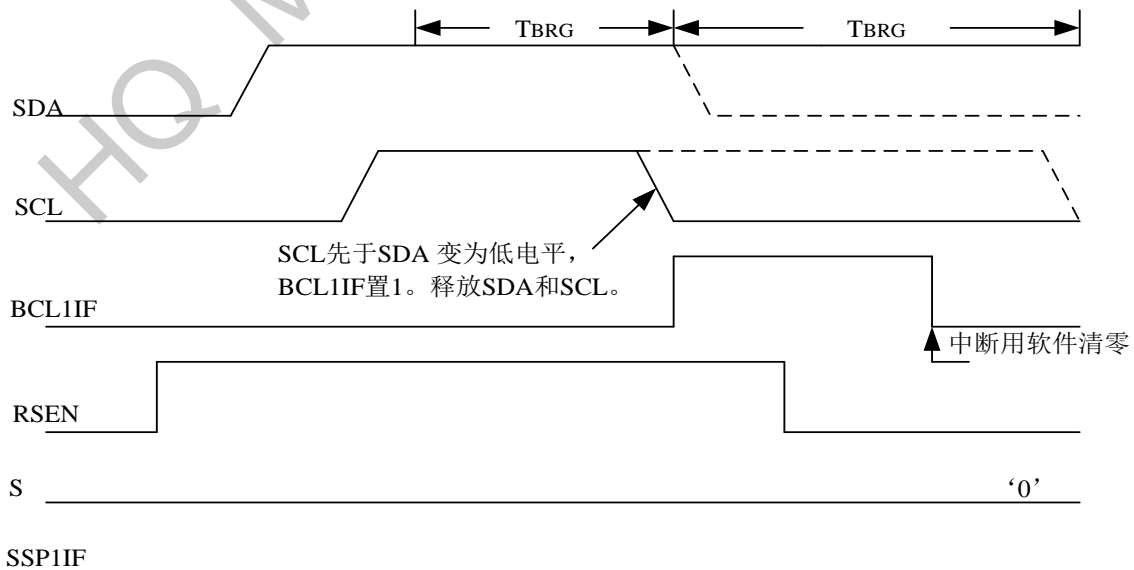 TBRG
TBRG
SDA
SCL
SCL先于SDA 变为低电平,
BCL1IF置1。释放SDA和SCL。
BCL1IF
中断用软件清零
RSEN
S
‘0’
SSP1IF
HQ